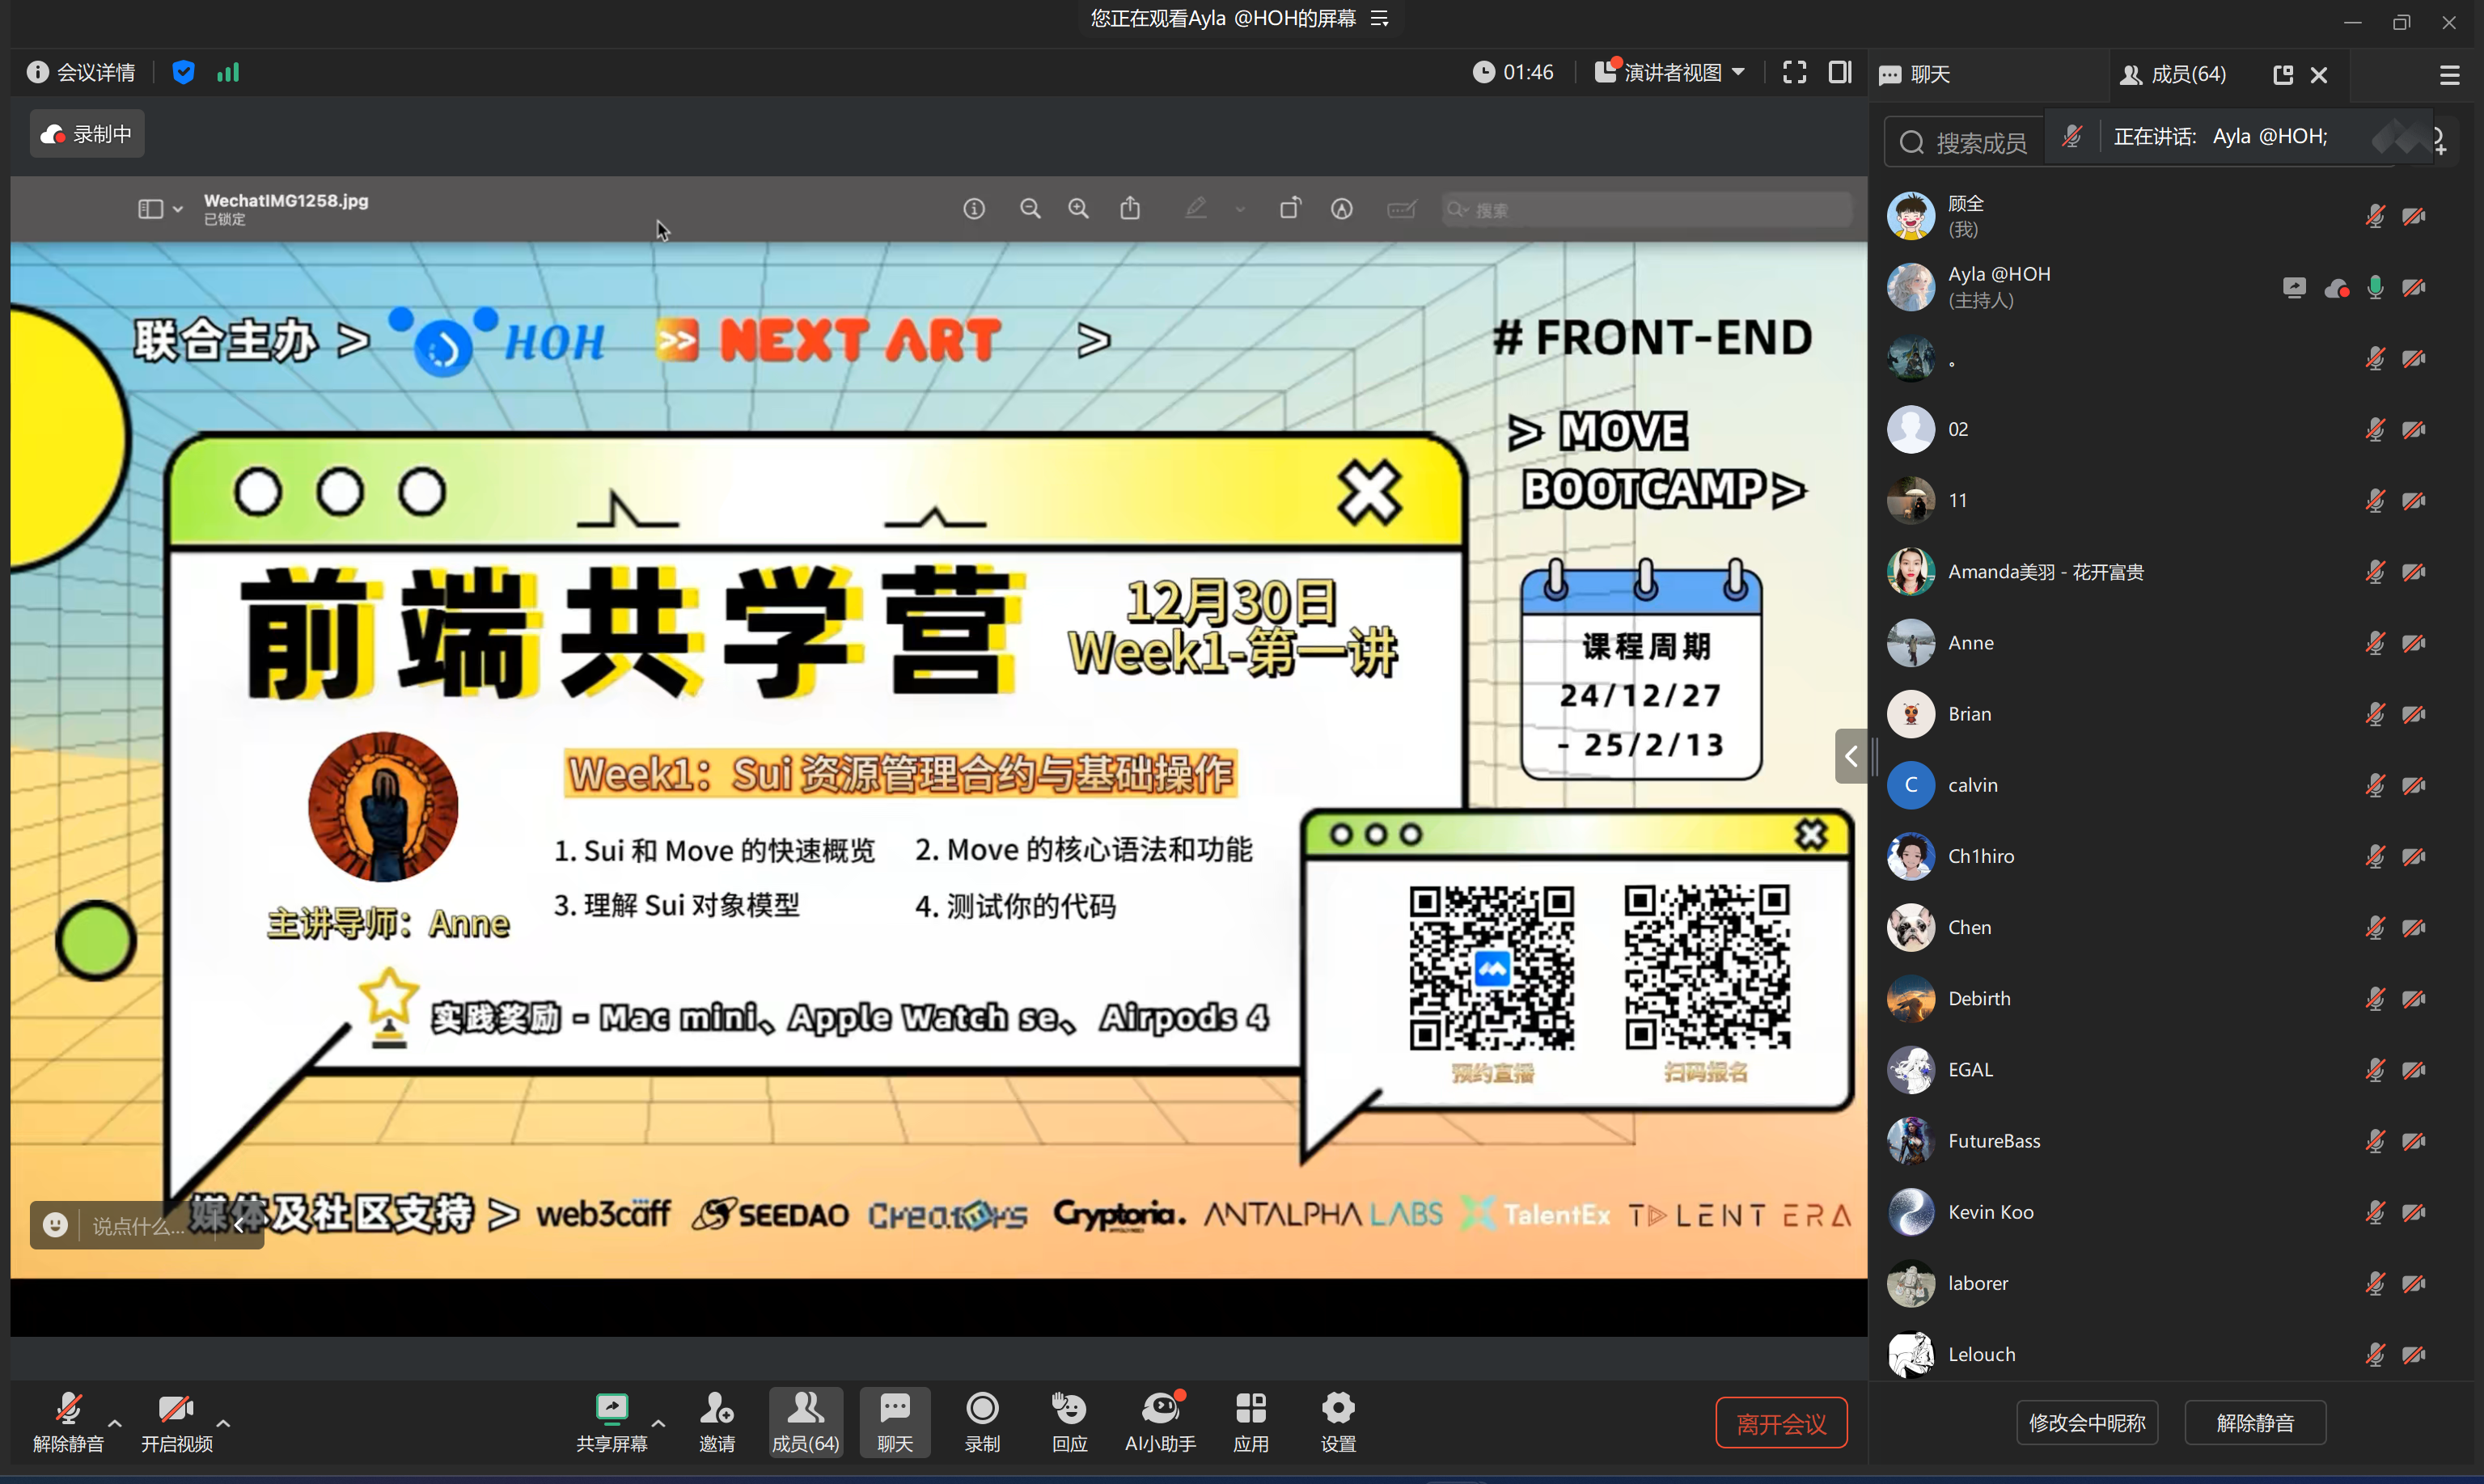 您正在观看Ayla @HOH的屏幕
会议详情
01:46
演讲者视图
聊天
成员(64)
录制中
搜索成员
正在讲话: Ayla @HOH;
WechatIMG1258.jpg
已锁定
搜索
联合主办 > HOH NEXT ART >
# FRONT-END
> MOVE
BOOTCAMP>
前端共学营
12月30日
Week1-第一讲
课程周期
24/12/27
- 25/2/13
Week1：Sui 资源管理合约与基础操作
1. Sui 和 Move 的快速概览
2. Move 的核心语法和功能
3. 理解 Sui 对象模型
4. 测试你的代码
主讲导师：Anne
实践奖励 - Mac mini、Apple Watch se、 Airpods 4
预约直播
扫码报名
媒体及社区支持 > web3caff SEEDAO Creators Cryptoria. ANTALPHA LABS TalentEx TALENT ERA
说点什么...
顾全
(我)
Ayla @HOH
(主持人)
。
02
11
Amanda美羽 - 花开富贵
Anne
Brian
C
calvin
Ch1hiro
Chen
Debirth
EGAL
FutureBass
Kevin Koo
laborer
Lelouch
解除静音
开启视频
共享屏幕
邀请
成员(64)
聊天
录制
回应
AI小助手
应用
设置
离开会议
修改会中昵称
解除静音